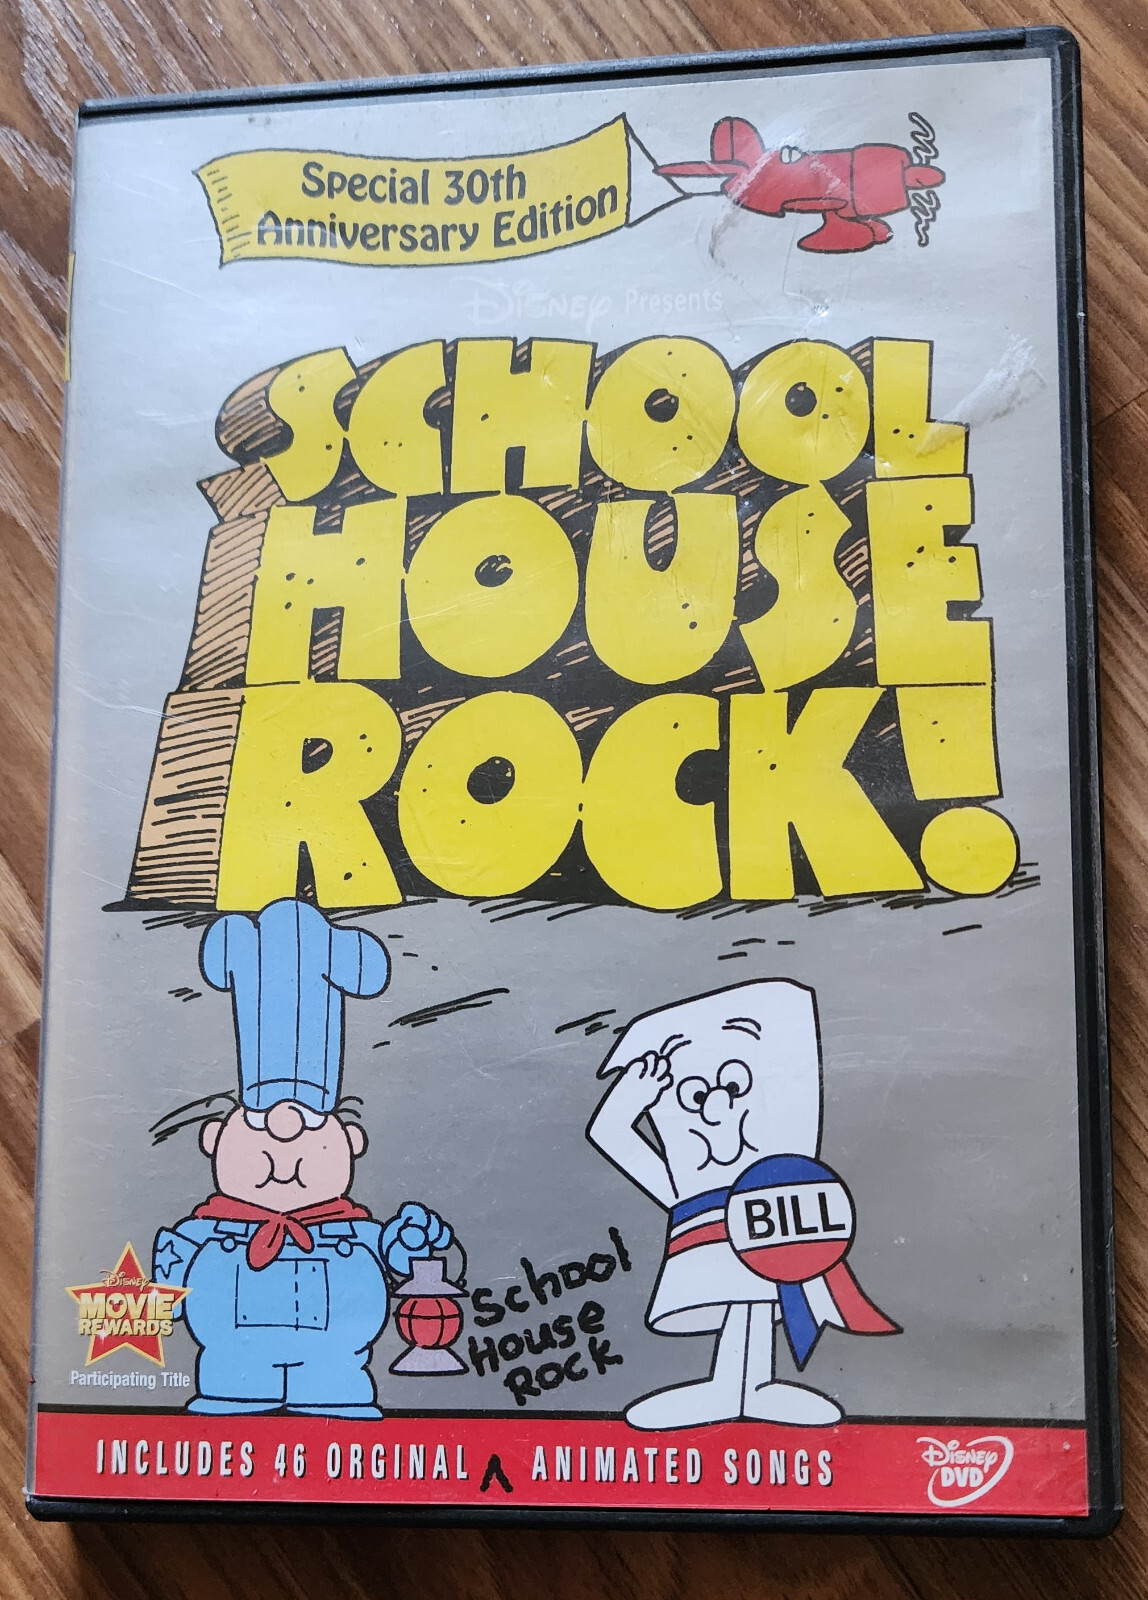 Special 30th
Anniversary Edition
Disney Presents
SCHOOL
HOUSE
ROCK!
BILL
School
House
Rock
Disney
MOVIE
REWARDS
Participating Title
INCLUDES 46 ORGINAL ^ ANIMATED SONGS
Disney
DVD